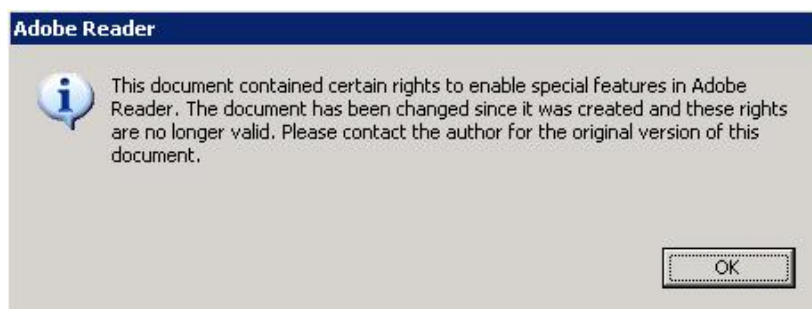 Adobe Reader
This document contained certain rights to enable special features in Adobe
Reader. The document has been changed since it was created and these rights
are no longer valid. Please contact the author for the original version of this
document.
OK